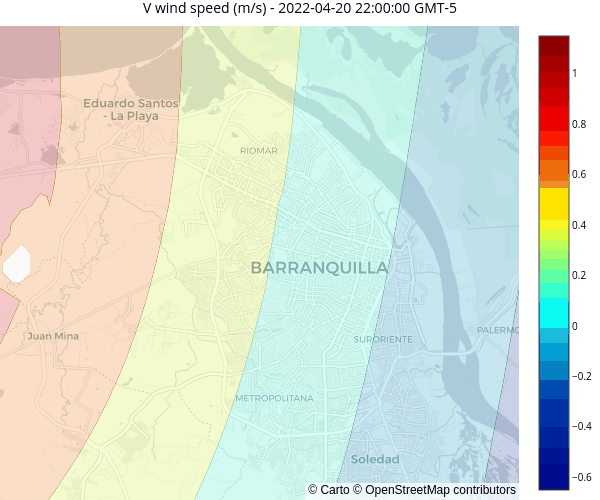 V wind speed (m/s) - 2022-04-20 22:00:00 GMT-5
Eduardo Santos
- La Playa
RIOMAR
BARRANQUILLA
Juan Mina
SURORIENTE
PALERMO
METROPOLITANA
Soledad
© Carto © OpenStreetMap contributors
1
0.8
0.6
0.4
0.2
0
−0.2
−0.4
−0.6